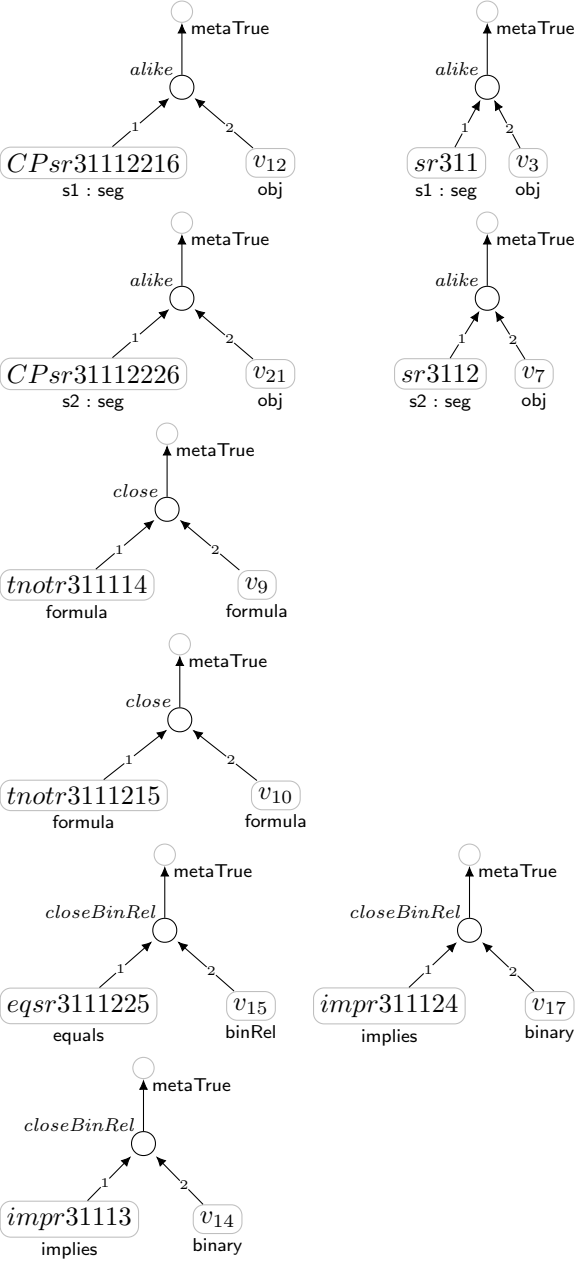 metaTrue metaTrue
alike alike
1 2 1 2
CPsr31112216 v₁₂ sr311 v₃
s1 : seg obj s1 : seg obj
metaTrue metaTrue
alike alike
1 2 1 2
CPsr31112226 v₂₁ sr3112 v₇
s2 : seg obj s2 : seg obj
metaTrue
close
1 2
tnotr311114 v₉
formula formula
metaTrue
close
1 2
tnotr3111215 v₁₀
formula formula
metaTrue metaTrue
closeBinRel closeBinRel
1 2 1 2
eqsr3111225 v₁₅ impr311124 v₁₇
equals binRel implies binary
metaTrue
closeBinRel
1 2
impr31113 v₁₄
implies binary